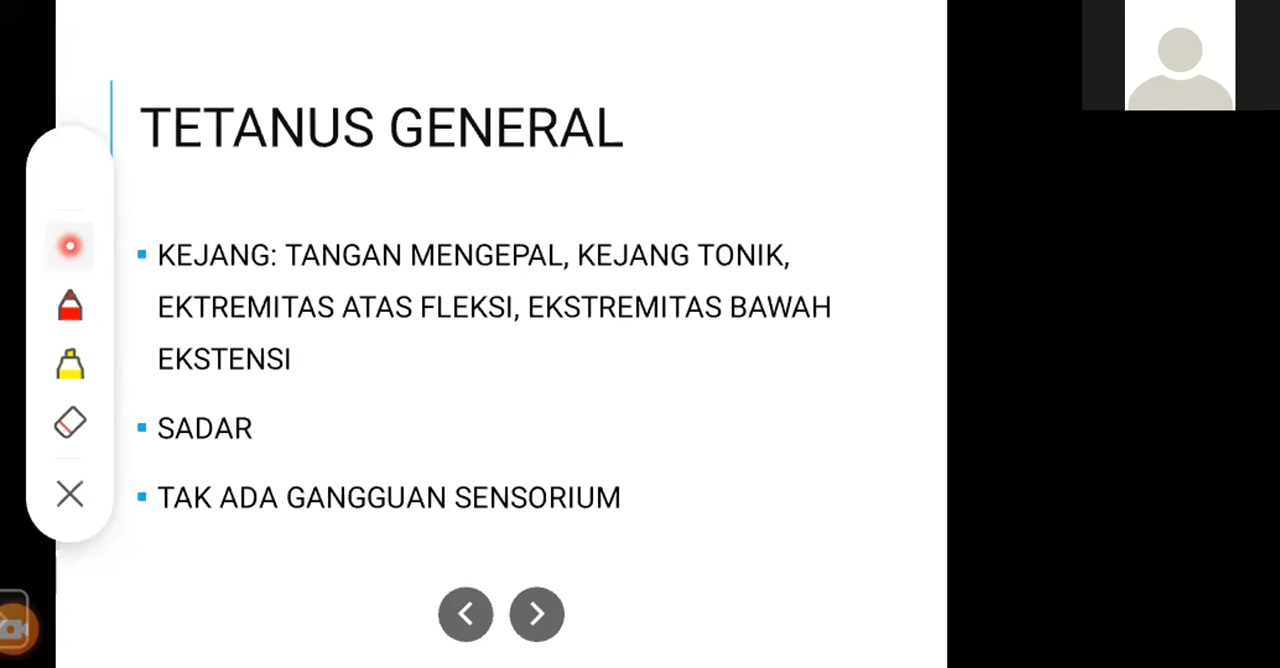 TETANUS GENERAL
KEJANG: TANGAN MENGEPAL, KEJANG TONIK,
EKTREMITAS ATAS FLEKSI, EKSTREMITAS BAWAH
EKSTENSI
SADAR
TAK ADA GANGGUAN SENSORIUM